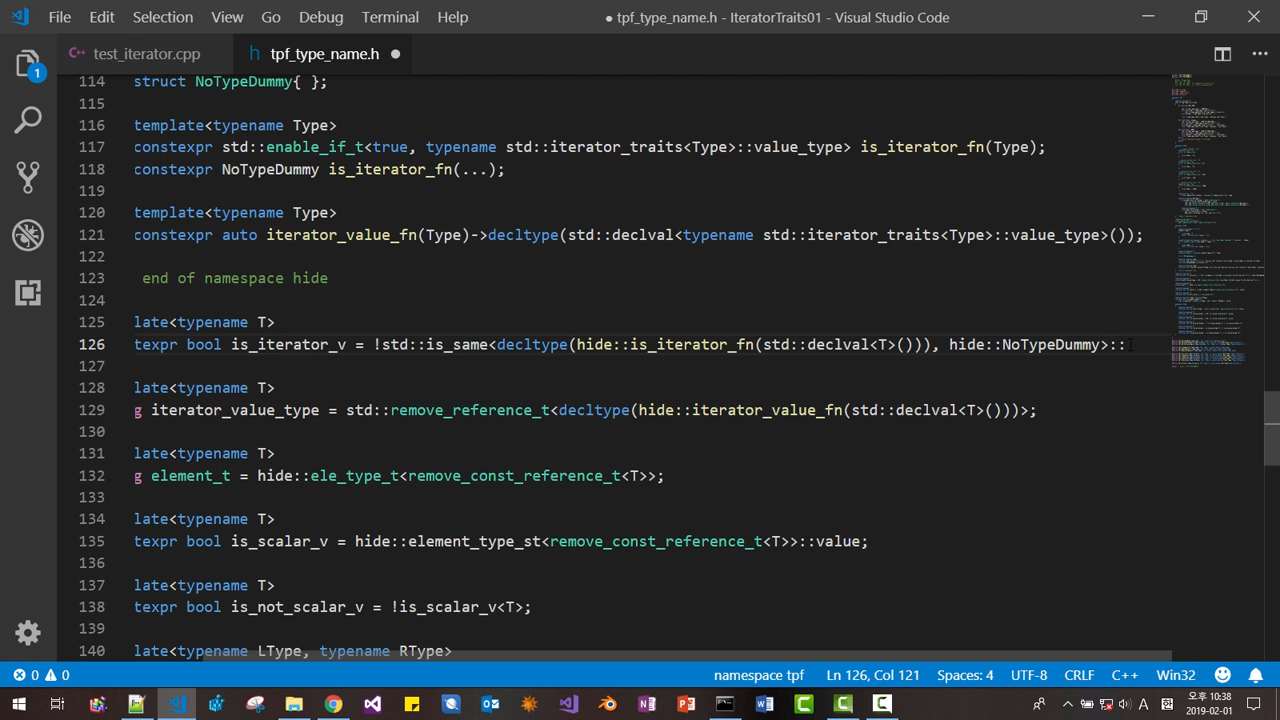 File Edit Selection View Go Debug Terminal Help
● tpf_type_name.h - IteratorTraits01 - Visual Studio Code
test_iterator.cpp
h tpf_type_name.h ●
1
114 struct NoTypeDummy{ };
115
116 template<typename Type>
117 constexpr std::enable_if_t<true, typename std::iterator_traits<Type>::value_type> is_iterator_fn(Type);
118 constexpr NoTypeDummy is_iterator_fn(...);
119
120 template<typename Type>
121 constexpr auto iterator_value_fn(Type)->decltype(std::declval<typename std::iterator_traits<Type>::value_type>());
122
123 end of namespace hide
124
125 late<typename T>
126 texpr bool is_iterator_v = !std::is_same<decltype(hide::is_iterator_fn(std::declval<T>())), hide::NoTypeDummy>::
127
128 late<typename T>
129 g iterator_value_type = std::remove_reference_t<decltype(hide::iterator_value_fn(std::declval<T>()))>;
130
131 late<typename T>
132 g element_t = hide::ele_type_t<remove_const_reference_t<T>>;
133
134 late<typename T>
135 texpr bool is_scalar_v = hide::element_type_st<remove_const_reference_t<T>>::value;
136
137 late<typename T>
138 texpr bool is_not_scalar_v = !is_scalar_v<T>;
139
140 late<typename LType, typename RType>
0 0 namespace tpf Ln 126, Col 121 Spaces: 4 UTF-8 CRLF C++ Win32
A 오후 10:38
2019-02-01